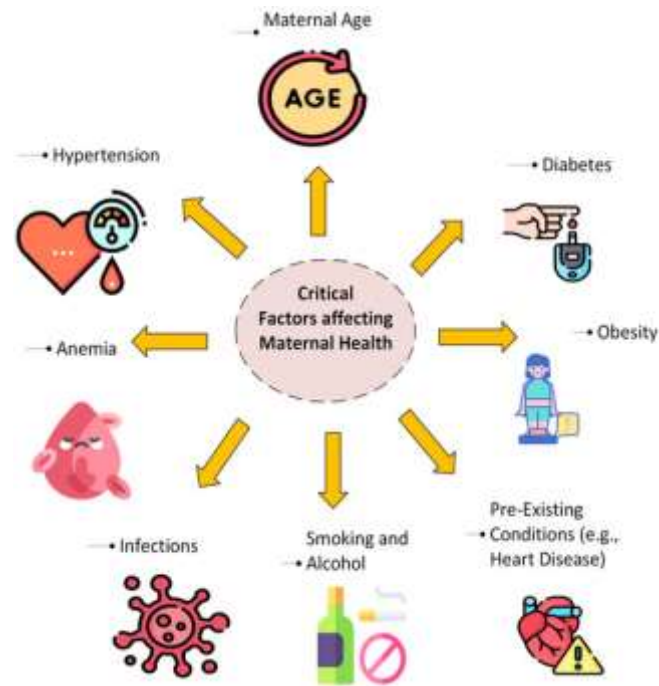 Maternal Age
AGE
Hypertension
Diabetes
Critical
Factors affecting
Maternal Health
Anemia
Obesity
Infections
Smoking and
Alcohol
Pre-Existing
Conditions (e.g.,
Heart Disease)